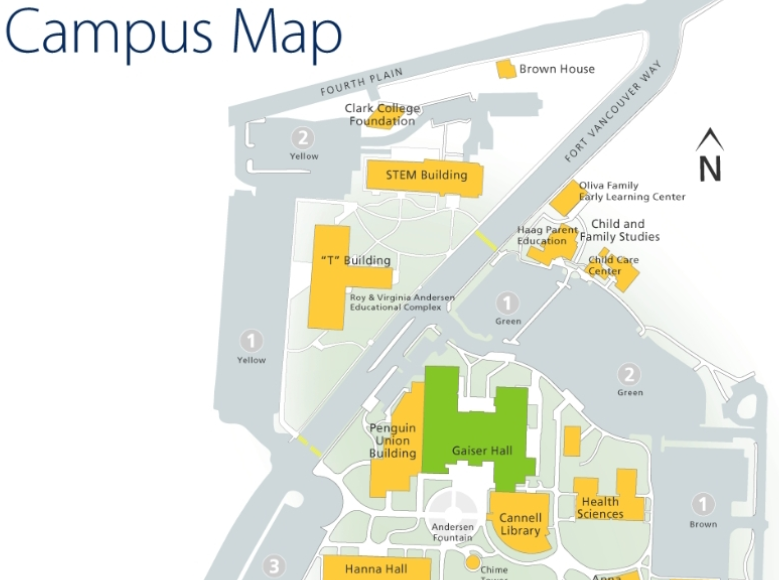 Campus Map
Brown House
FOURTH PLAIN
Clark College
Foundation
FORT VANCOUVER WAY
2
Yellow
N
STEM Building
Oliva Family
Early Learning Center
Haag Parent
Education
Child and
Family Studies
"T" Building
Child Care
Center
Roy & Virginia Andersen
Educational Complex
1
Green
1
Yellow
2
Green
Penguin
Union
Building
Gaiser Hall
Health
Sciences
1
Brown
Cannell
Library
Andersen
Fountain
3
Hanna Hall
Chime
Anna